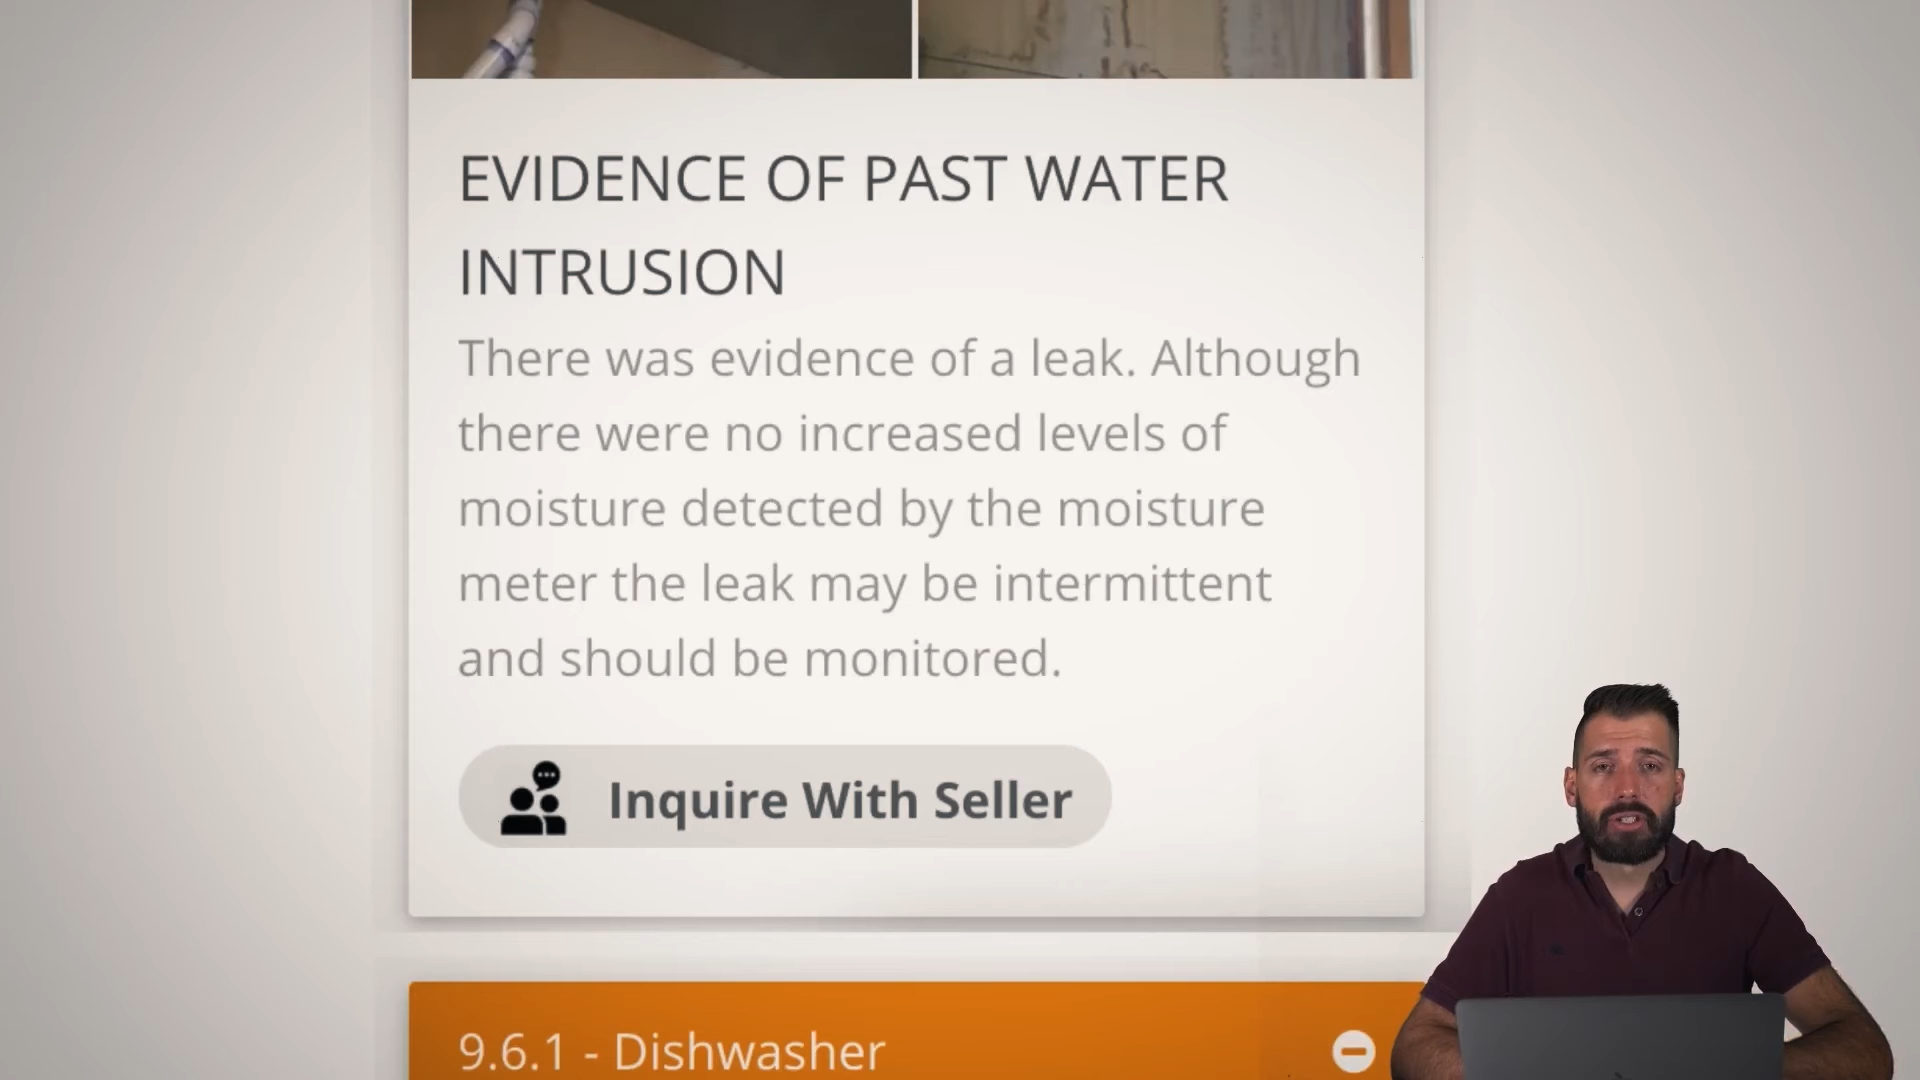 EVIDENCE OF PAST WATER
INTRUSION
There was evidence of a leak. Although
there were no increased levels of
moisture detected by the moisture
meter the leak may be intermittent
and should be monitored.
Inquire With Seller
9.6.1 - Dishwasher